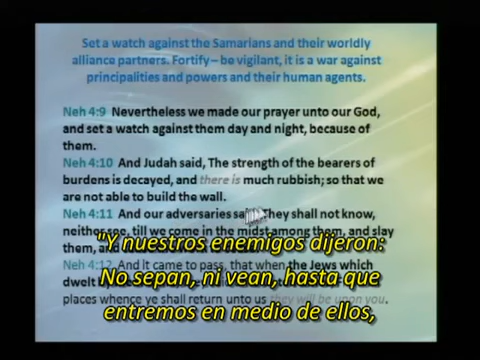 Set a watch against the Samarians and their worldly
alliance partners. Fortify – be vigilant, it is a war against
principalities and powers and their human agents.
Neh 4:9 Nevertheless we made our prayer unto our God,
and set a watch against them day and night, because of
them.
Neh 4:10 And Judah said, The strength of the bearers of
burdens is decayed, and there is much rubbish; so that we
are not able to build the wall.
Neh 4:11 And our adversaries said, They shall not know,
neither see, till we come in the midst among them, and slay
them, and
"Y nuestros enemigos dijeron:
Neh 4:12 And it came to pass, that when the Jews which
dwelt
No sepan, ni vean, hasta que
places whence ye shall return unto us they will be upon you.
entremos en medio de ellos,